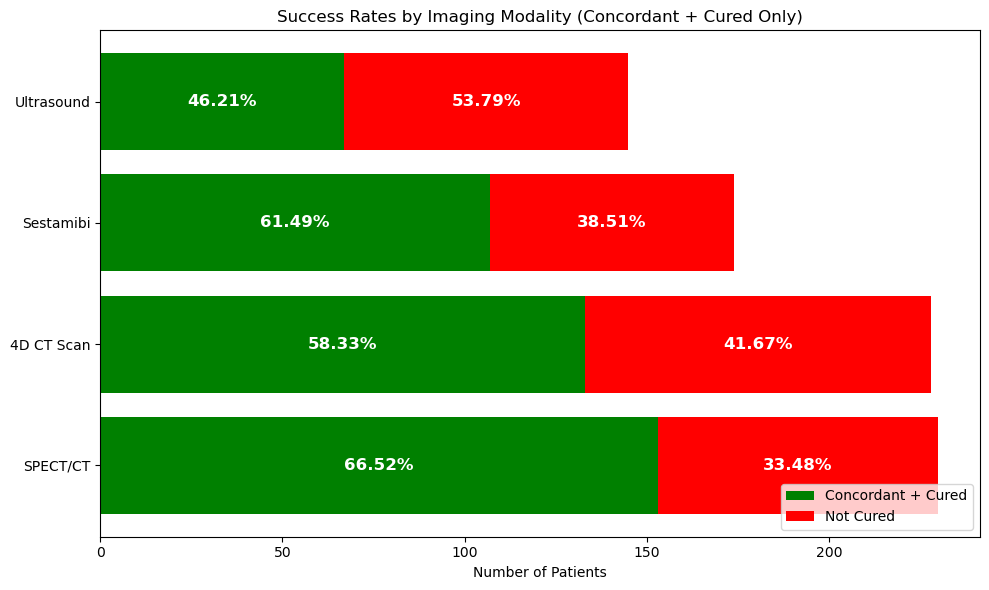 Success Rates by Imaging Modality (Concordant + Cured Only)
Ultrasound
46.21%
53.79%
Sestamibi
61.49%
38.51%
4D CT Scan
58.33%
41.67%
SPECT/CT
66.52%
33.48%
Concordant + Cured
Not Cured
0
50
100
150
200
Number of Patients